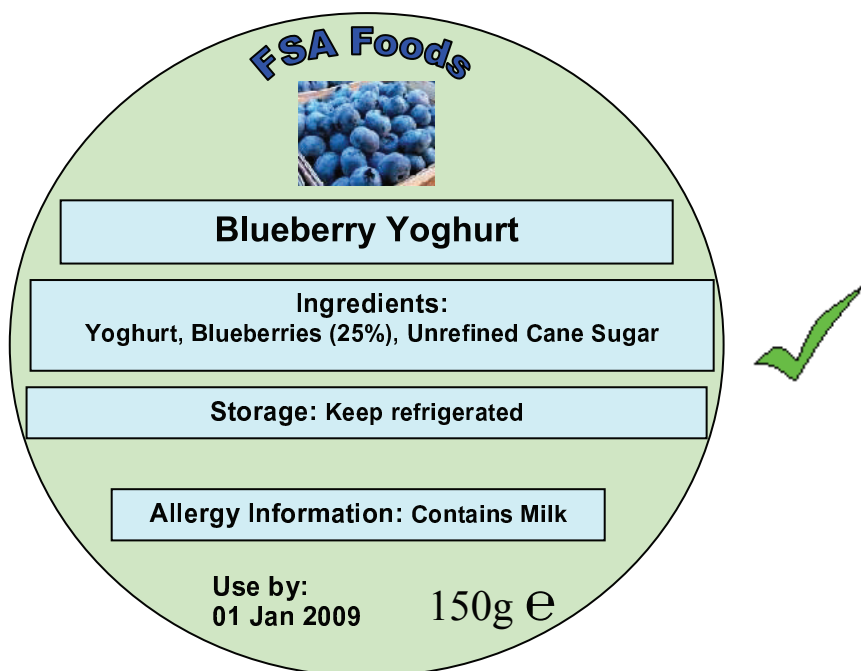 FSA Foods
Blueberry Yoghurt
Ingredients:
Yoghurt, Blueberries (25%), Unrefined Cane Sugar
Storage: Keep refrigerated
Allergy Information: Contains Milk
Use by:
01 Jan 2009
150g ℮